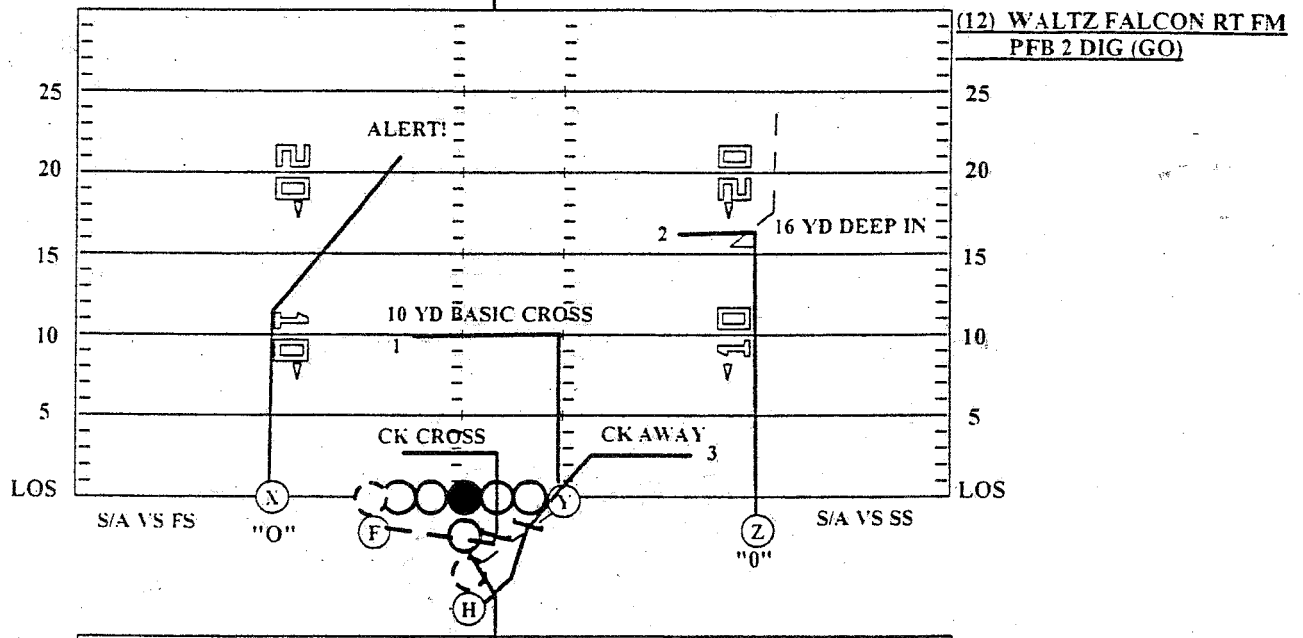 (12) WALTZ FALCON RT FM
PFB 2 DIG (GO)
25
25
ALERT!
20
20
20
20
2
16 YD DEEP IN
15
15
10 YD BASIC CROSS
1
10
10
10
10
5
5
CK CROSS
CK AWAY
3
LOS
X
Y
LOS
S/A VS FS
"O"
F
Z
S/A VS SS
"0"
H